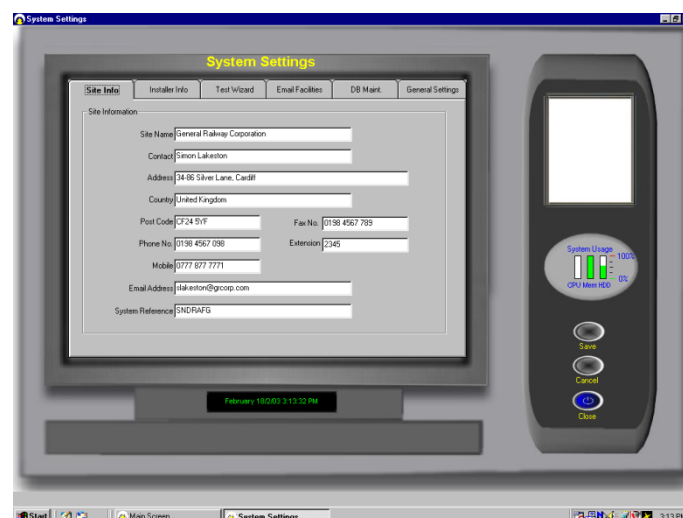 System Settings
System Settings
Site Info Installer Info Test Wizard Email Facilities DB Maint. General Settings
Site Information
Site Name General Railway Corporation
Contact Simon Lakeston
Address 34-86 Silver Lane, Cardiff
Country United Kingdom
Post Code CF24 5YF Fax No. 0198 4567 789
Phone No. 0198 4567 098 Extension 2345
Mobile 0777 877 7771
Email Address slakeston@grcorp.com
System Reference SNDRAFG
System Usage
100%
0%
CPU Mem HDD
Save
Cancel
Close
February 18/2/03 3:13:32 PM
Start Main Screen System Settings 3:13 PM